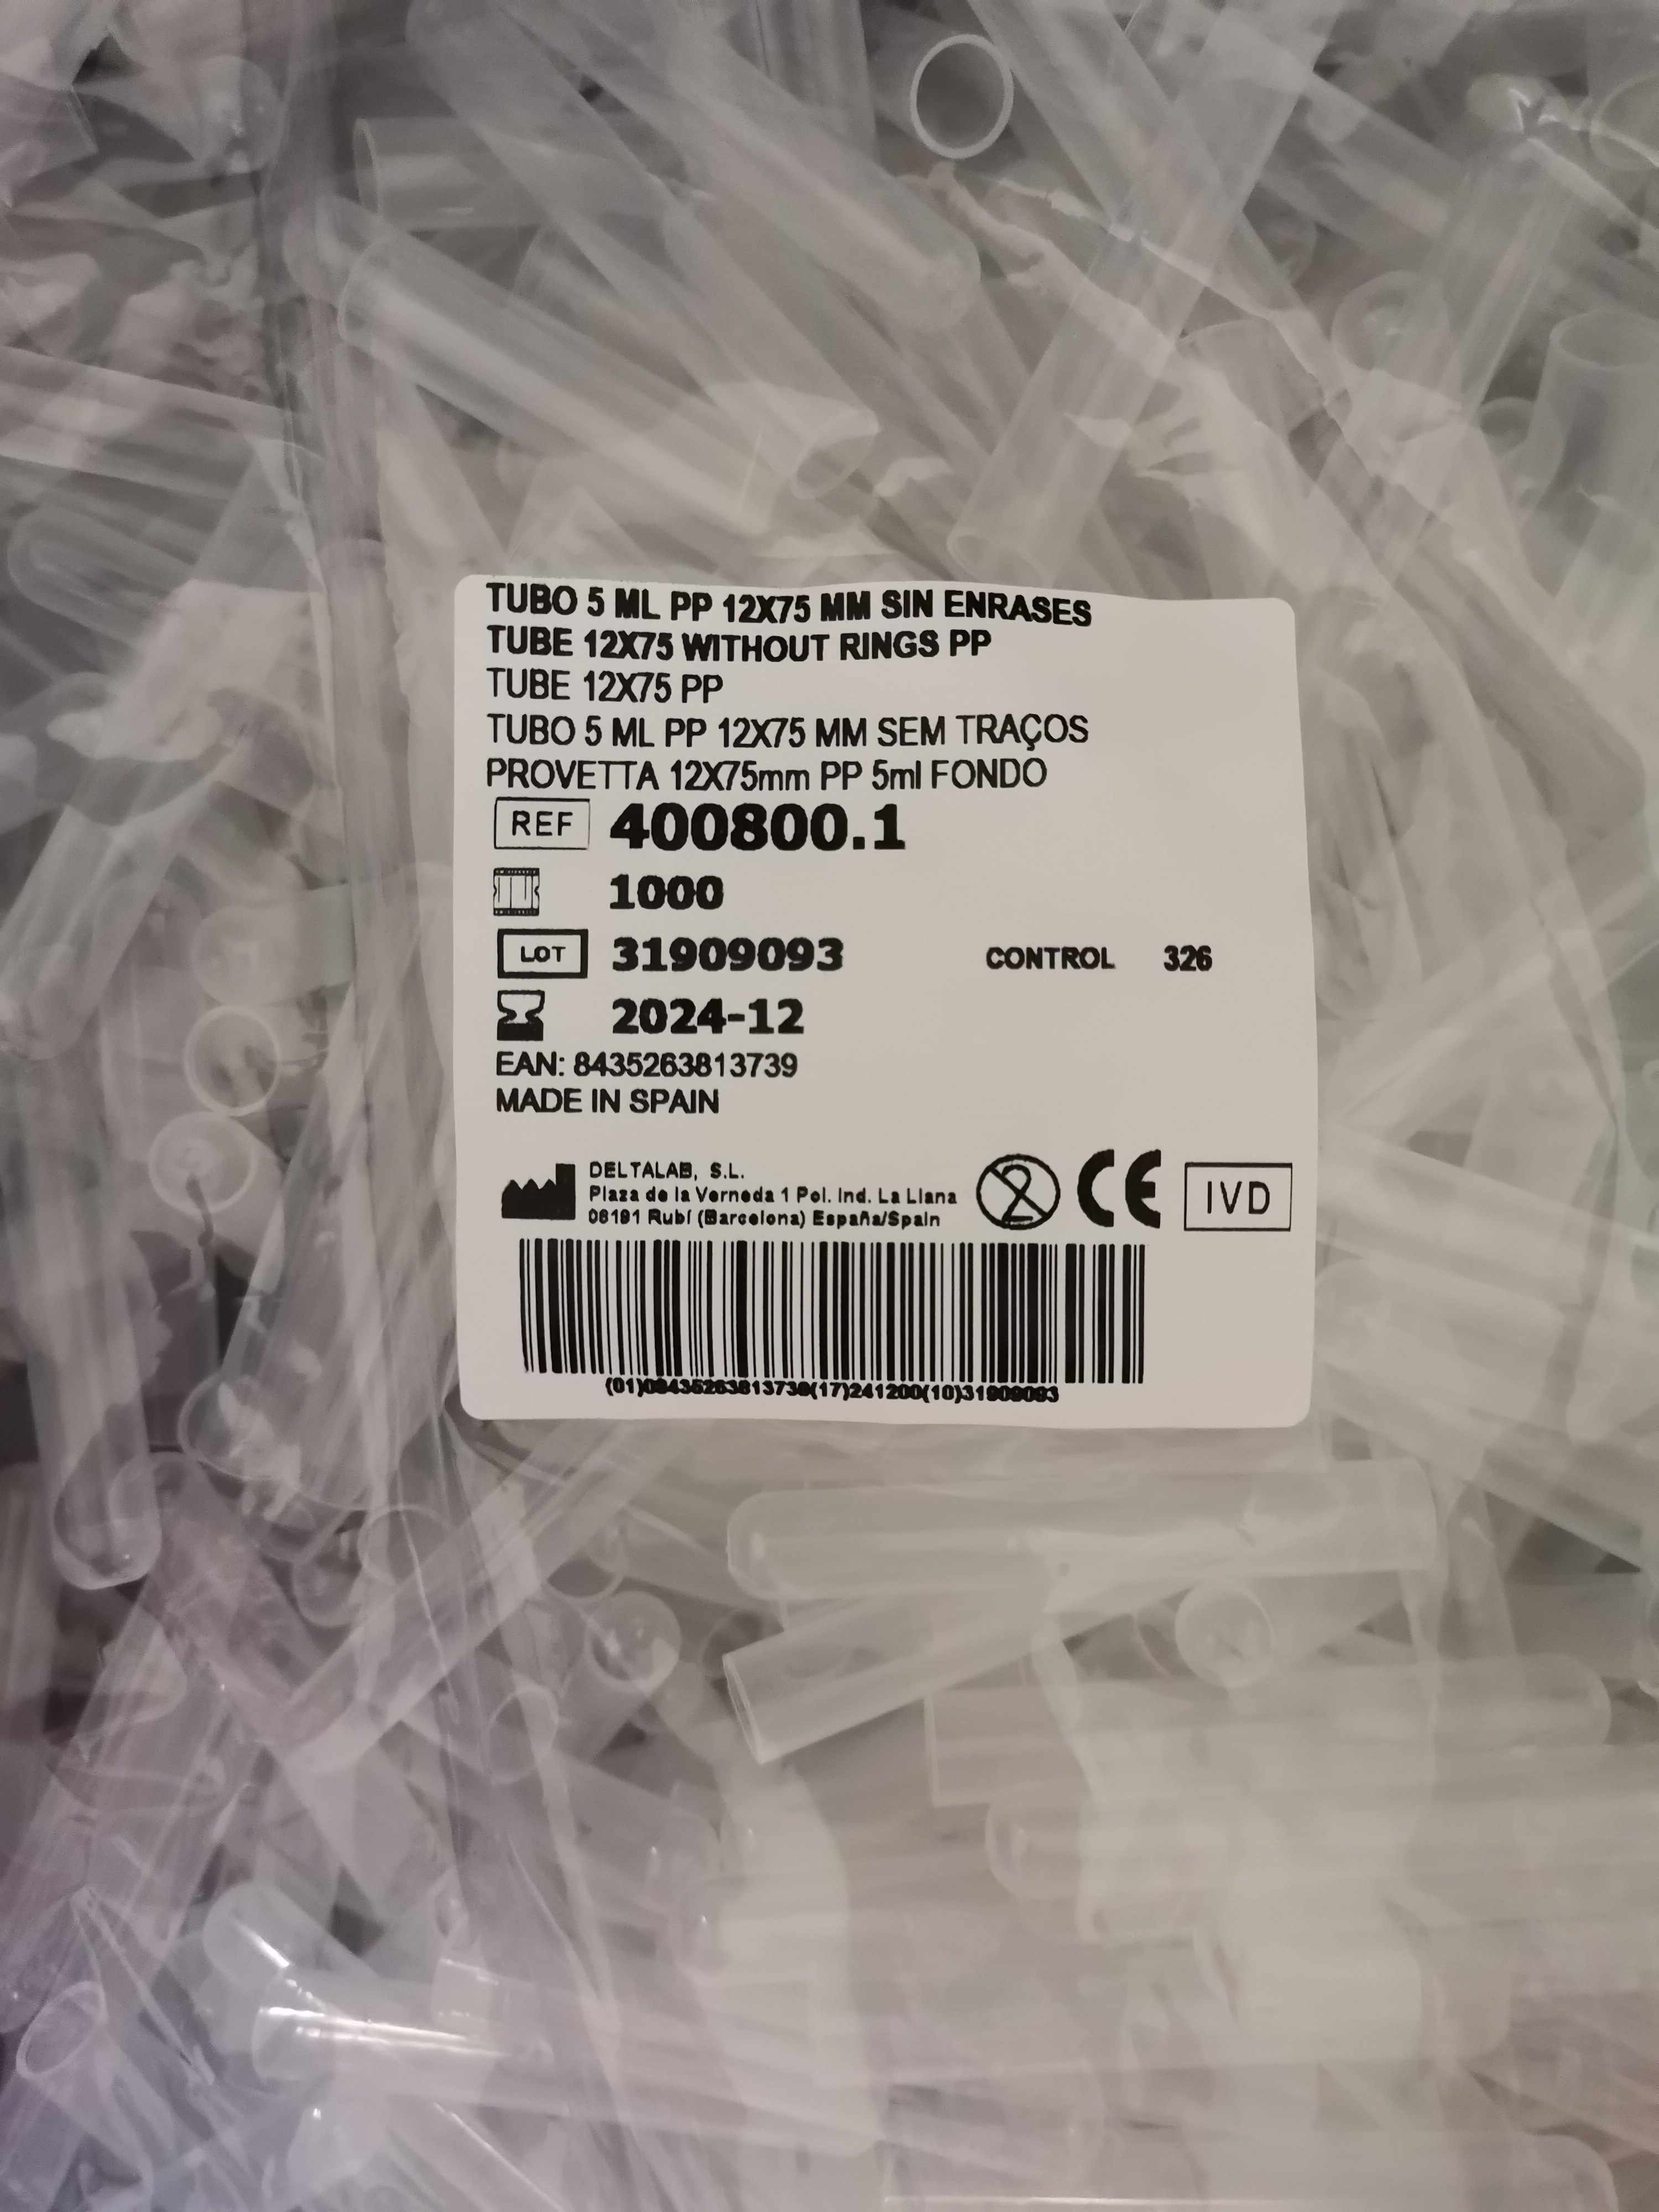 TUBO 5 ML PP 12X75 MM SIN ENRASES
TUBE 12X75 WITHOUT RINGS PP
TUBE 12X75 PP
TUBO 5 ML PP 12X75 MM SEM TRAÇOS
PROVETTA 12X75mm PP 5ml FONDO
REF 400800.1
1000
LOT 31909093 CONTROL 326
2024-12
EAN: 8435263813739
MADE IN SPAIN
DELTALAB, S.L.
Plaza de la Verneda 1 Pol. Ind. La Llana
08191 Rubí (Barcelona) España/Spain
2 CE IVD
(01)08435263813739(17)241200(10)31909093